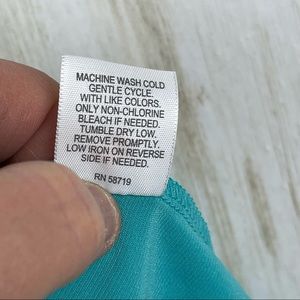 MACHINE WASH COLD
GENTLE CYCLE.
WITH LIKE COLORS.
ONLY NON-CHLORINE
BLEACH IF NEEDED.
TUMBLE DRY LOW.
REMOVE PROMPTLY.
LOW IRON ON REVERSE
SIDE IF NEEDED.
RN 58719